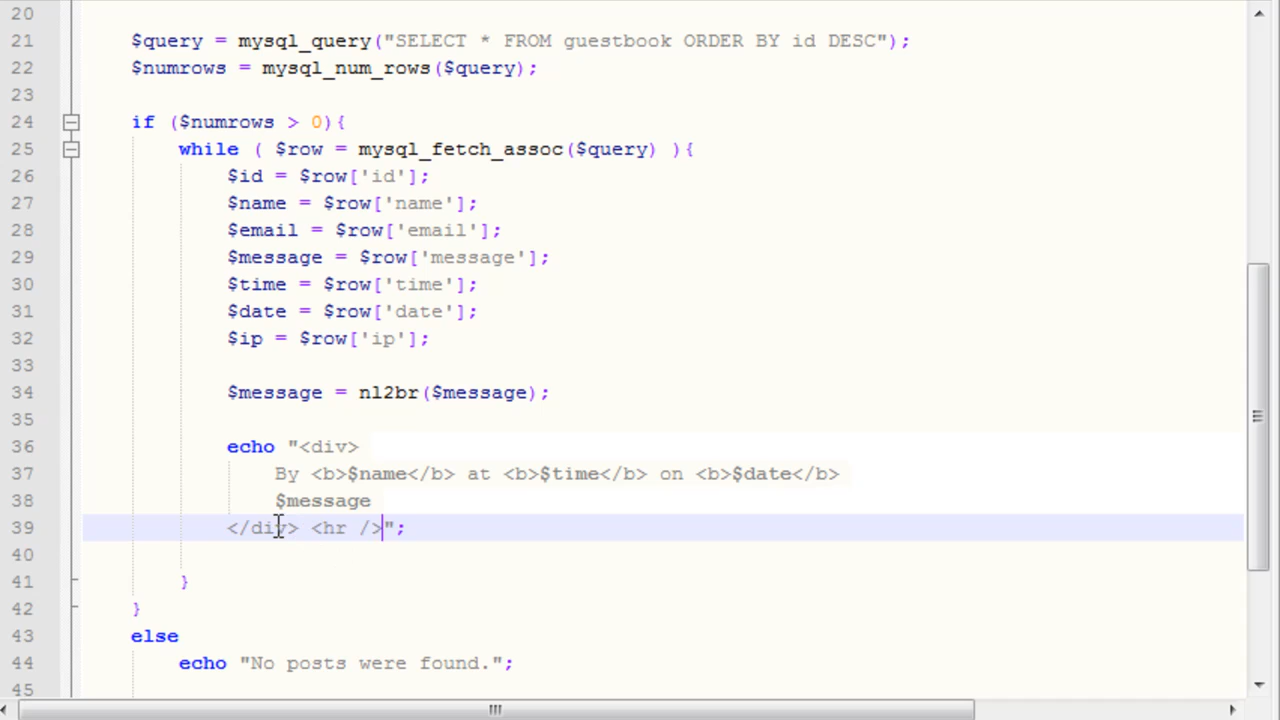 20
21 $query = mysql_query("SELECT * FROM guestbook ORDER BY id DESC");
22 $numrows = mysql_num_rows($query);
23
24 if ($numrows > 0){
25 while ( $row = mysql_fetch_assoc($query) ){
26 $id = $row['id'];
27 $name = $row['name'];
28 $email = $row['email'];
29 $message = $row['message'];
30 $time = $row['time'];
31 $date = $row['date'];
32 $ip = $row['ip'];
33
34 $message = nl2br($message);
35
36 echo "<div>
37 By <b>$name</b> at <b>$time</b> on <b>$date</b>
38 $message
39 </div> <hr />";
40
41 }
42 }
43 else
44 echo "No posts were found.";
45